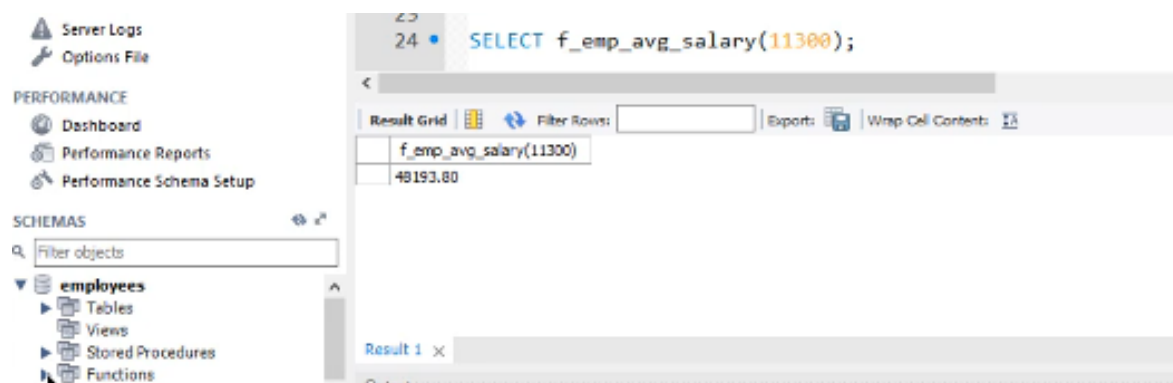 Server Logs
Options File
PERFORMANCE
Dashboard
Performance Reports
Performance Schema Setup
SCHEMAS
Filter objects
employees
Tables
Views
Stored Procedures
Functions
24 SELECT f_emp_avg_salary(11300);
Result Grid Filter Rows: Export: Wrap Cell Content:
f_emp_avg_salary(11300)
48193.80
Result 1